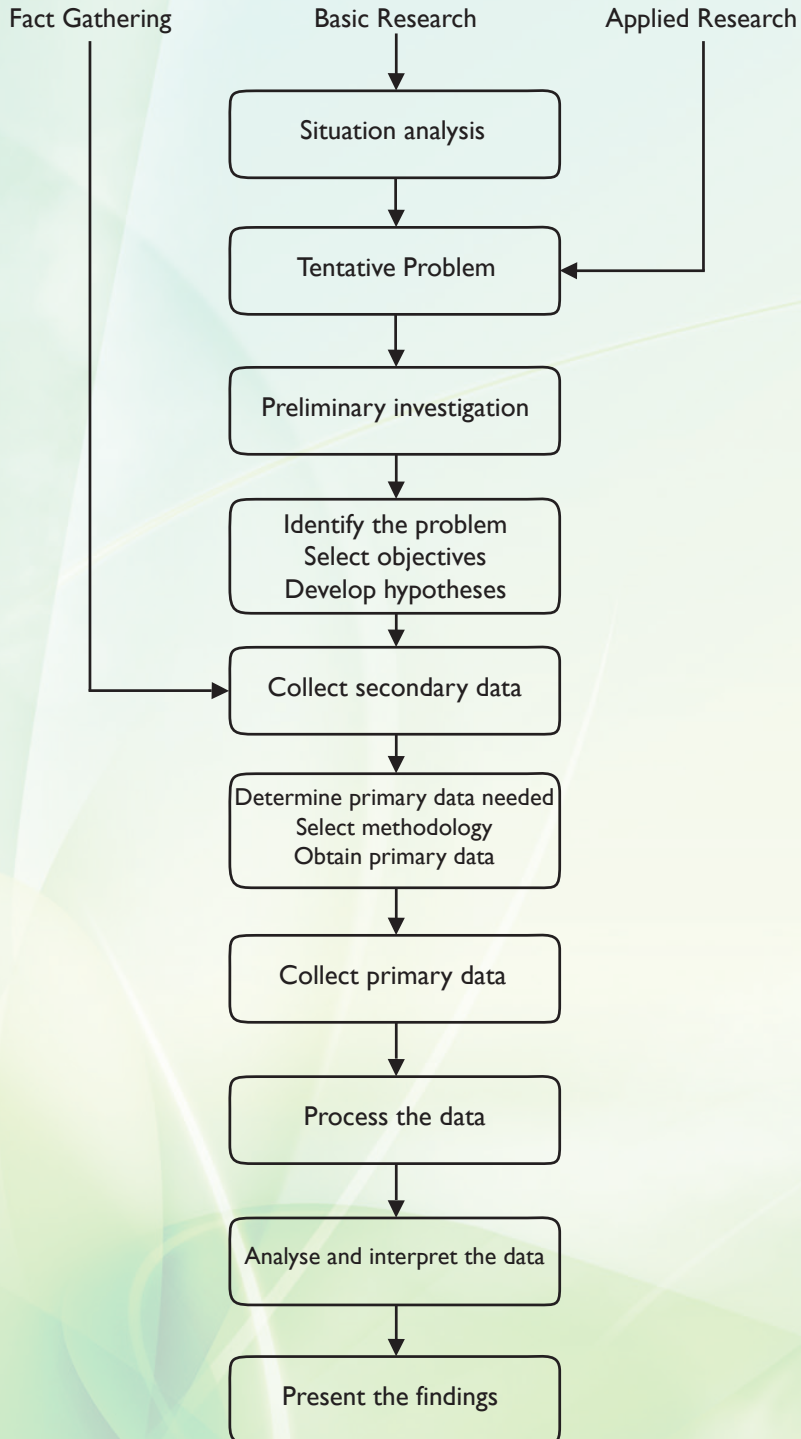 Fact Gathering
Basic Research
Applied Research
Situation analysis
Tentative Problem
Preliminary investigation
Identify the problem
Select objectives
Develop hypotheses
Collect secondary data
Determine primary data needed
Select methodology
Obtain primary data
Collect primary data
Process the data
Analyse and interpret the data
Present the findings